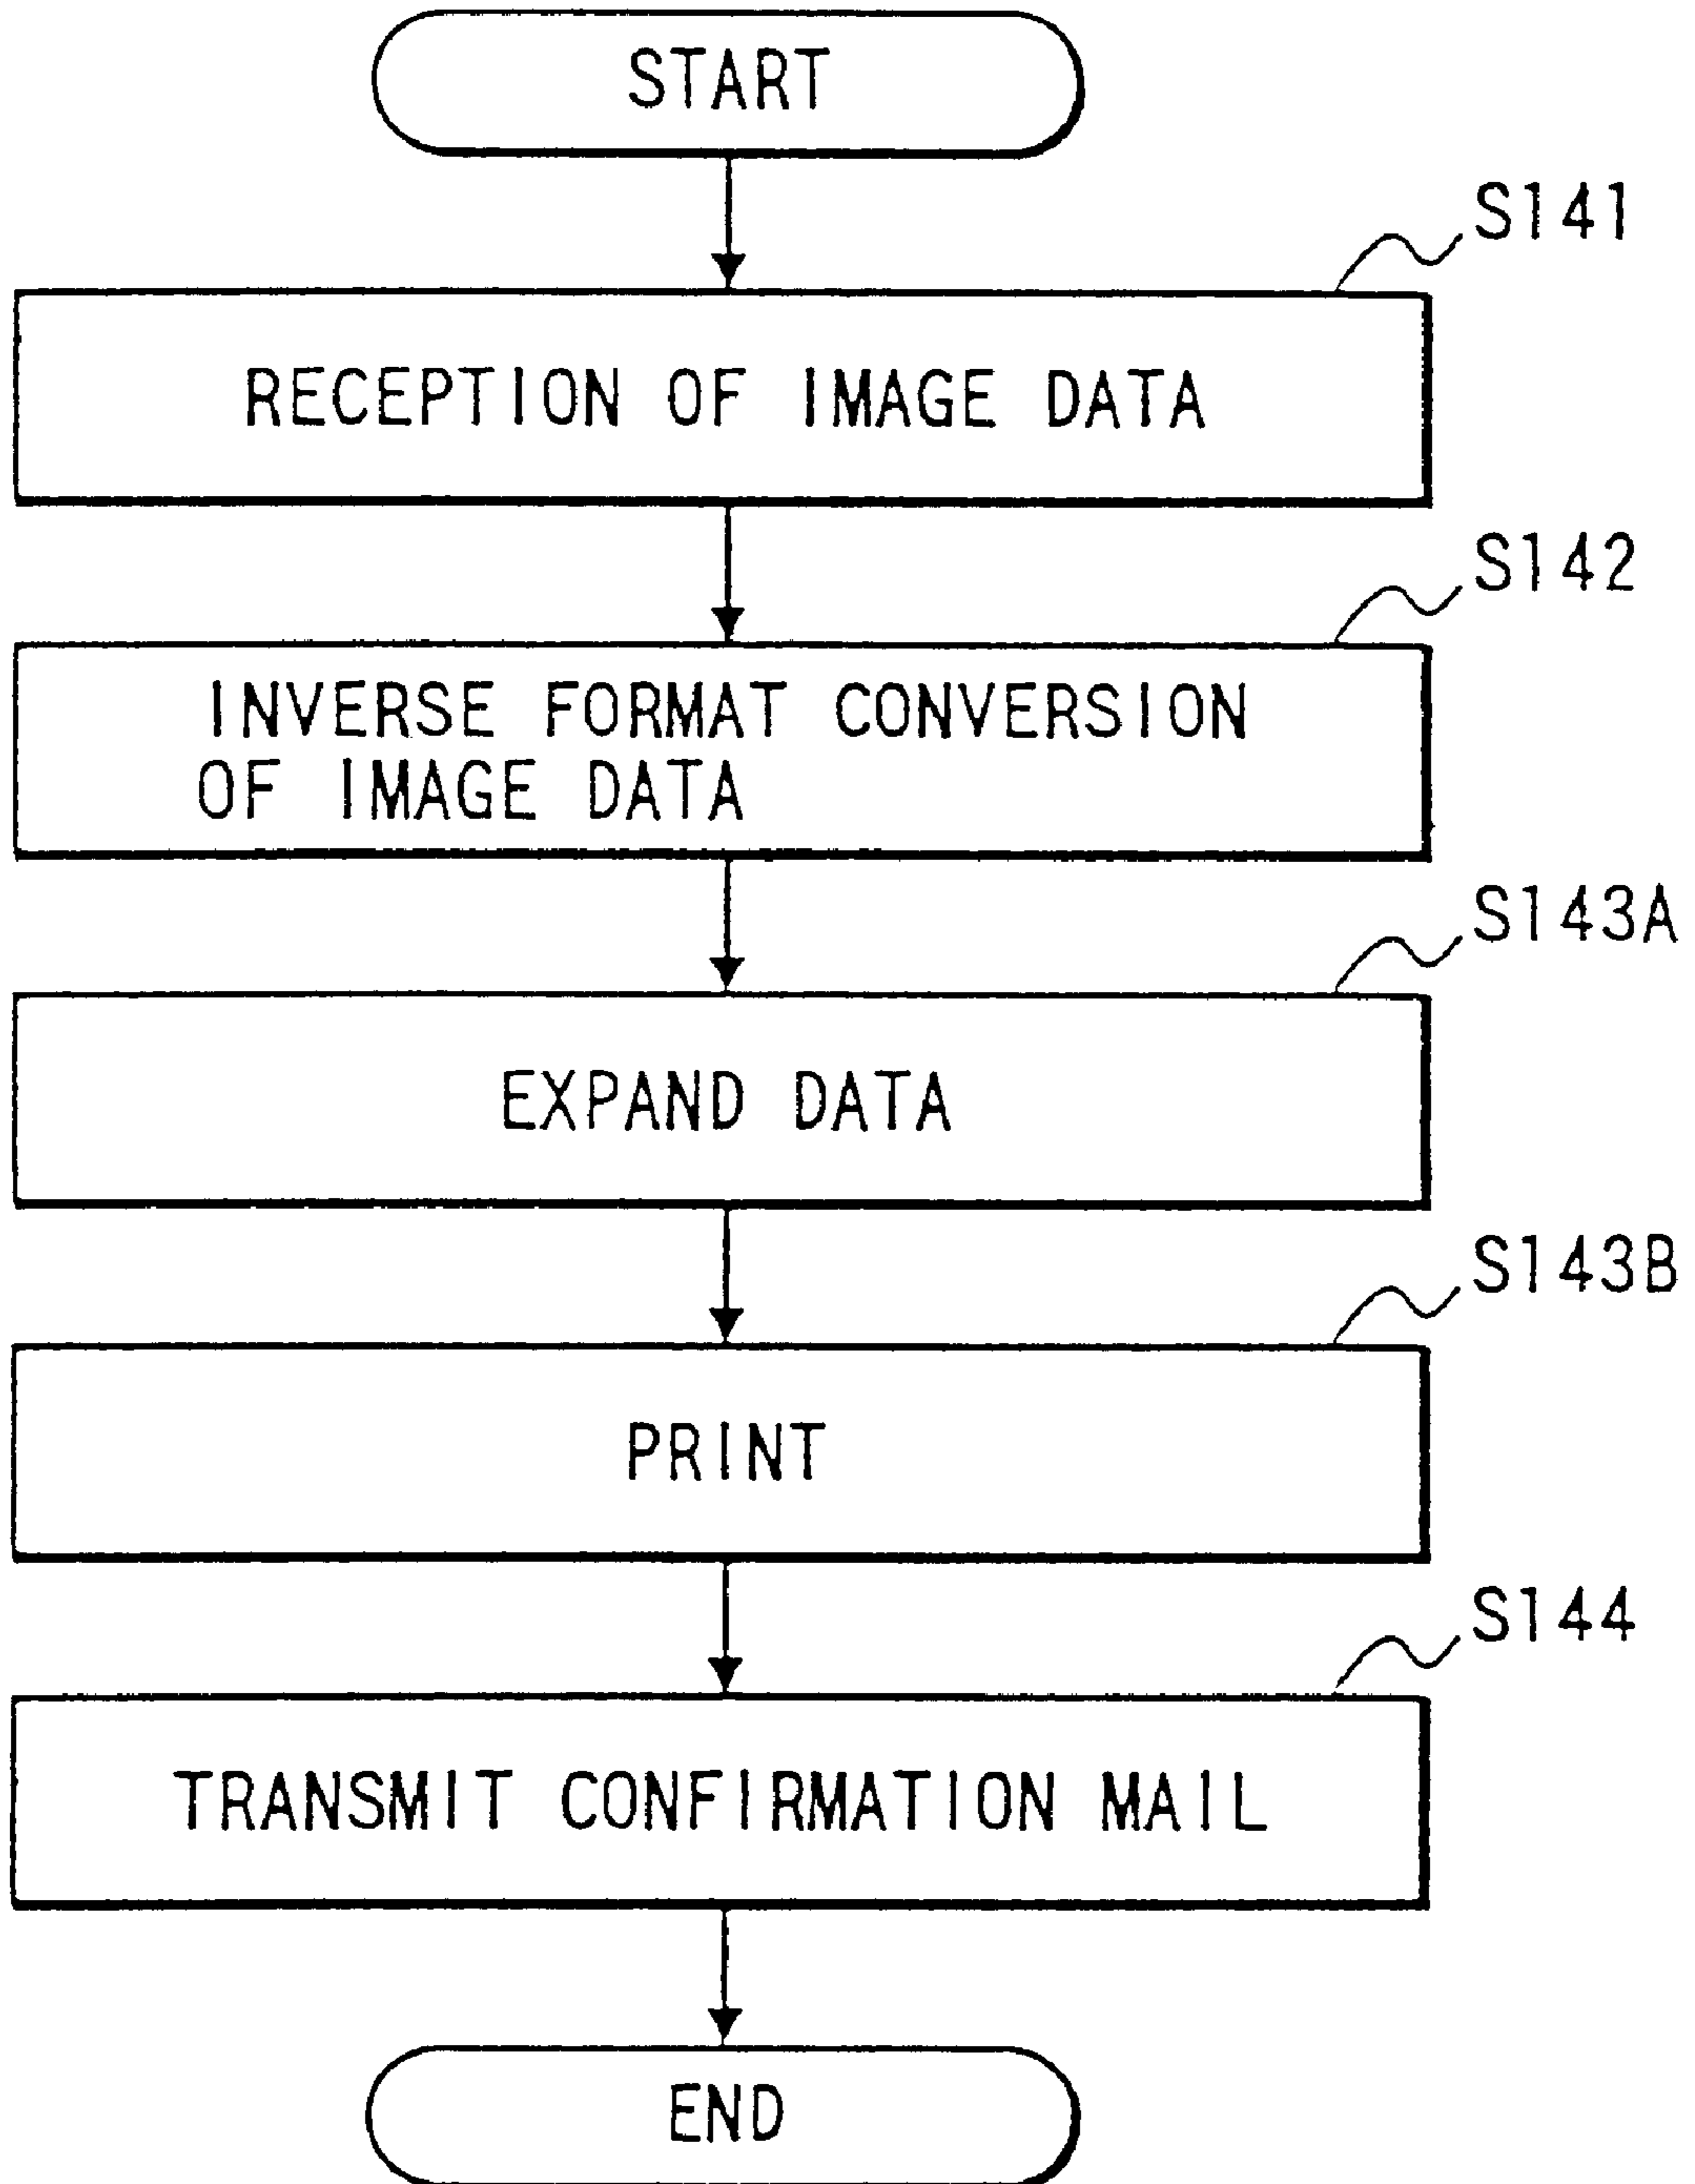 START
S141
RECEPTION OF IMAGE DATA
S142
INVERSE FORMAT CONVERSION
OF IMAGE DATA
S143A
EXPAND DATA
S143B
PRINT
S144
TRANSMIT CONFIRMATION MAIL
END